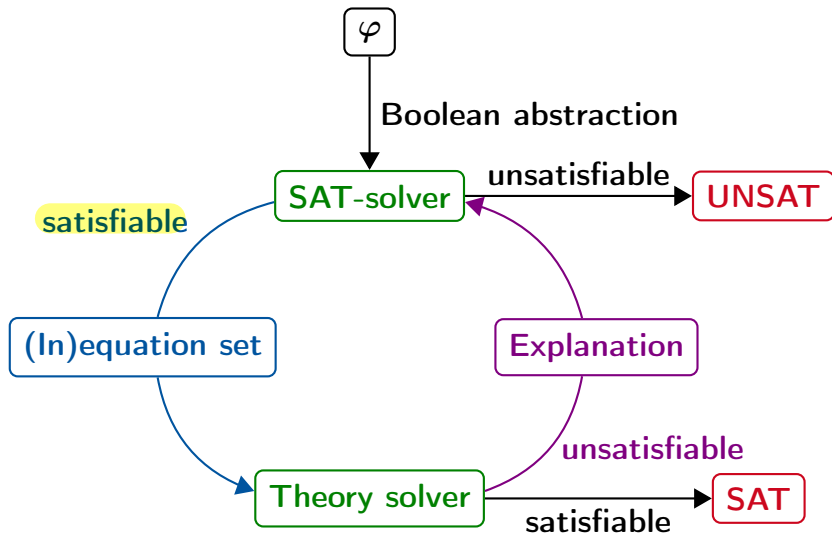 φ
Boolean abstraction
SAT-solver
unsatisfiable
UNSAT
satisfiable
(In)equation set
Explanation
unsatisfiable
Theory solver
satisfiable
SAT